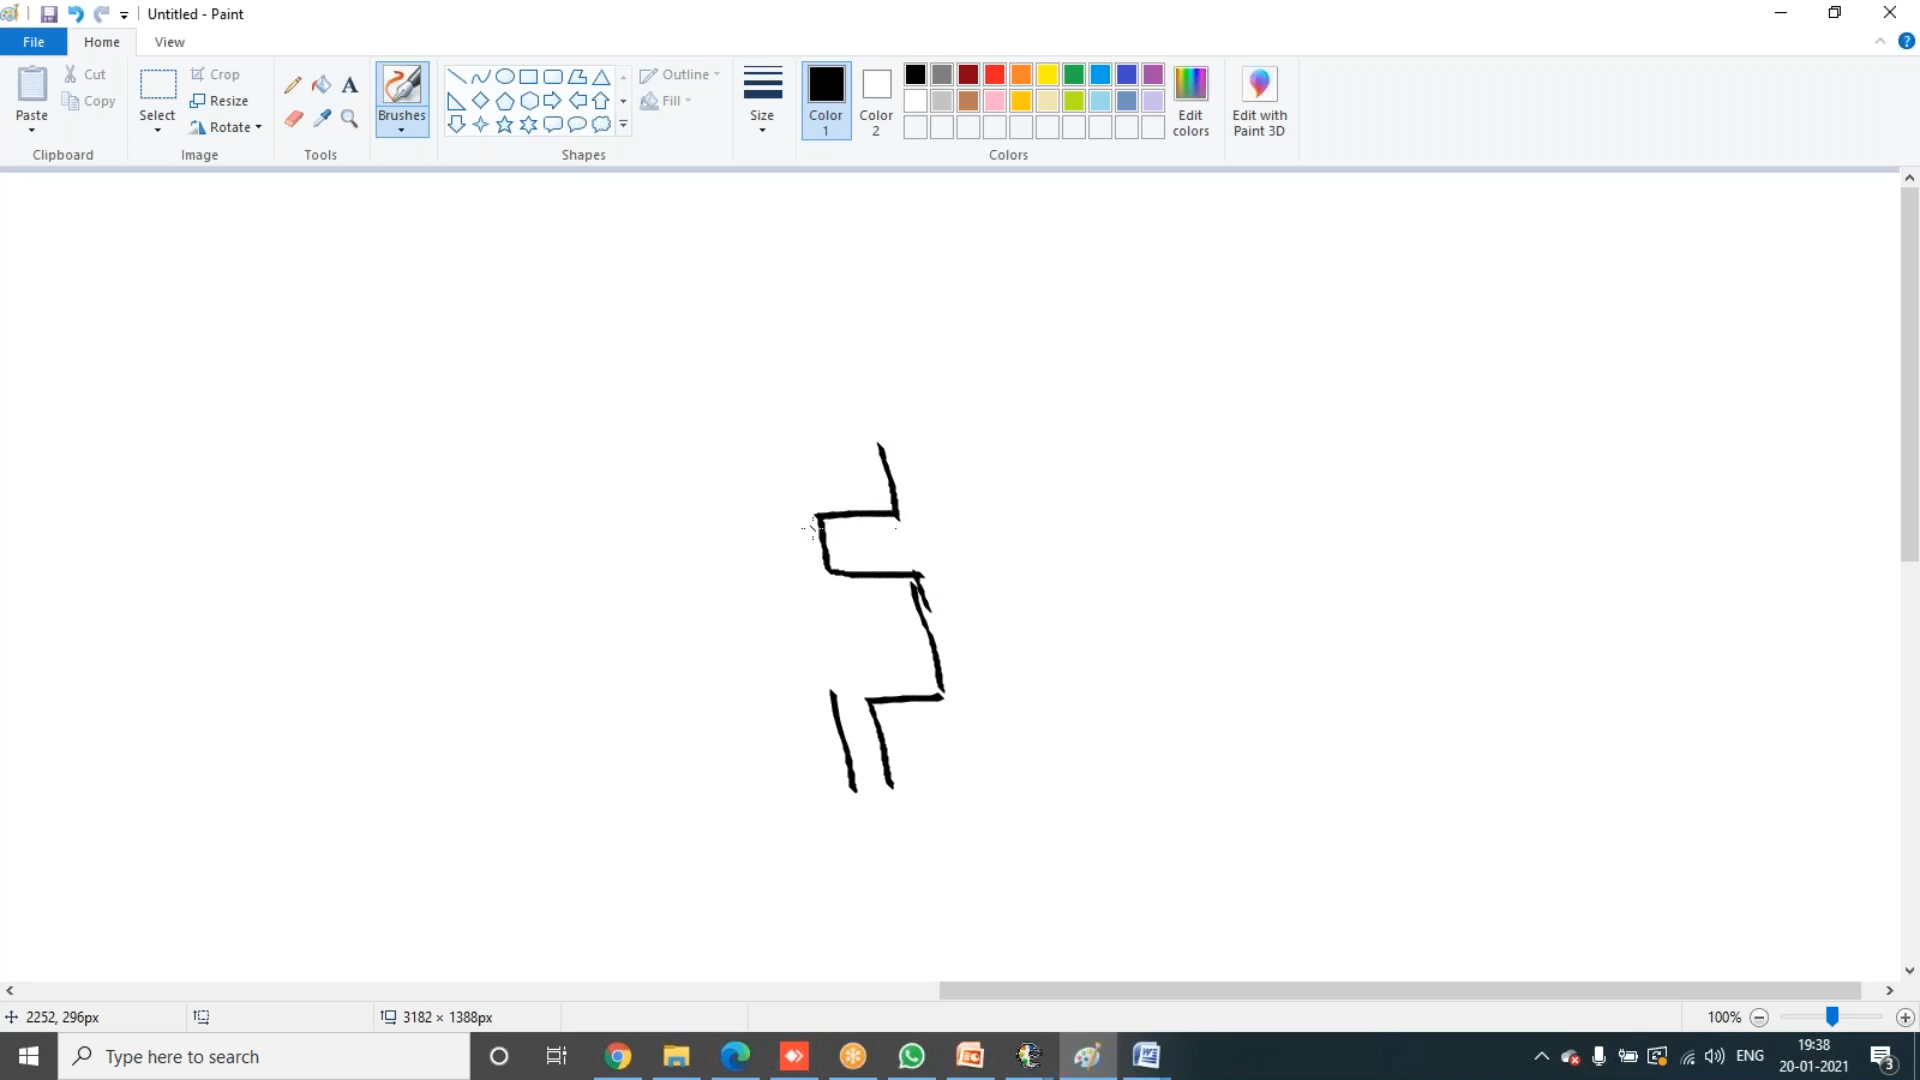 Untitled - Paint
File Home View
Paste
Cut
Copy
Clipboard
Select
Crop
Resize
Rotate
Image
Tools
Brushes
Shapes
Outline
Fill
Size
Color 1
Color 2
Edit colors
Colors
Edit with Paint 3D
2252, 296px
3182 × 1388px
100%
Type here to search
ENG
19:38
20-01-2021
3